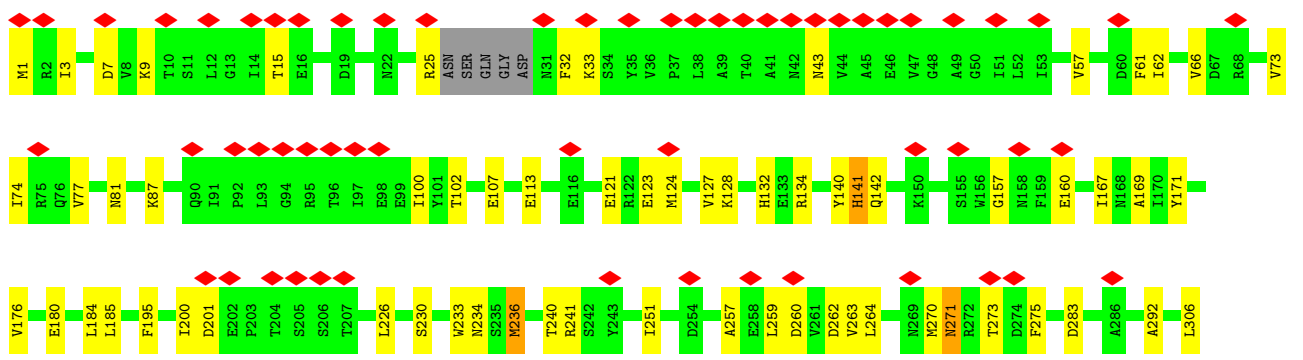 M1 R2 I3 D7 V8 K9 T10 S11 L12 G13 I14 T15 E16 D19 N22 R25 ASN SER GLN GLY ASP N31 F32 K33 S34 Y35 V36 P37 L38 A39 T40 A41 N42 N43 V44 A45 E46 V47 G48 A49 G50 I51 L52 I53 V57 D60 F61 I62 V66 D67 R68 V73
I74 R75 Q76 V77 N81 K87 Q90 I91 P92 L93 G94 R95 T96 I97 E98 E99 I100 Y101 T102 E107 E113 E116 E121 R122 E123 M124 V127 K128 H132 E133 R134 Y140 H141 Q142 K150 S155 W156 G157 N158 F159 E160 I167 N168 A169 I170 Y171
V176 E180 L184 L185 F195 I200 D201 E202 P203 T204 S205 S206 T207 L226 S230 W233 N234 S235 M236 T240 R241 S242 Y243 I251 D254 A257 E258 L259 D260 V261 D262 V263 L264 N269 M270 N271 R272 T273 D274 F275 D283 A286 A292 L306